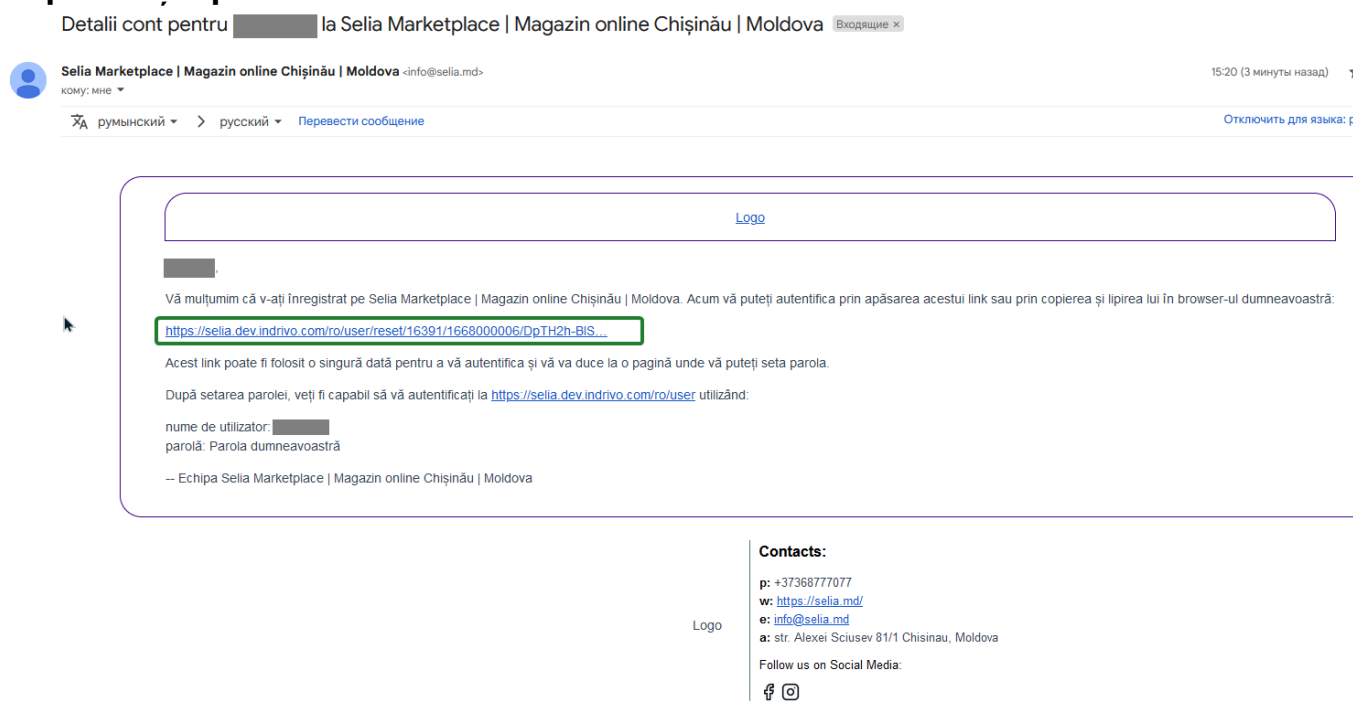 Detalii cont pentru la Selia Marketplace | Magazin online Chișinău | Moldova Входящие ×
Selia Marketplace | Magazin online Chișinău | Moldova <info@selia.md>
15:20 (3 минуты назад)
кому: мне
румынский > русский Перевести сообщение
Отключить для языка: р
Logo
,
Vă mulțumim că v-ați înregistrat pe Selia Marketplace | Magazin online Chișinău | Moldova. Acum vă puteți autentifica prin apăsarea acestui link sau prin copierea și lipirea lui în browser-ul dumneavoastră:
https://selia.dev.indrivo.com/ro/user/reset/16391/1668000006/DpTH2h-BlS...
Acest link poate fi folosit o singură dată pentru a vă autentifica și vă va duce la o pagină unde vă puteți seta parola.
După setarea parolei, veți fi capabil să vă autentificați la https://selia.dev.indrivo.com/ro/user utilizând:
nume de utilizator:
parolă: Parola dumneavoastră
-- Echipa Selia Marketplace | Magazin online Chișinău | Moldova
Logo
Contacts:
p: +37368777077
w: https://selia.md/
e: info@selia.md
a: str. Alexei Sciusev 81/1 Chisinau, Moldova
Follow us on Social Media: